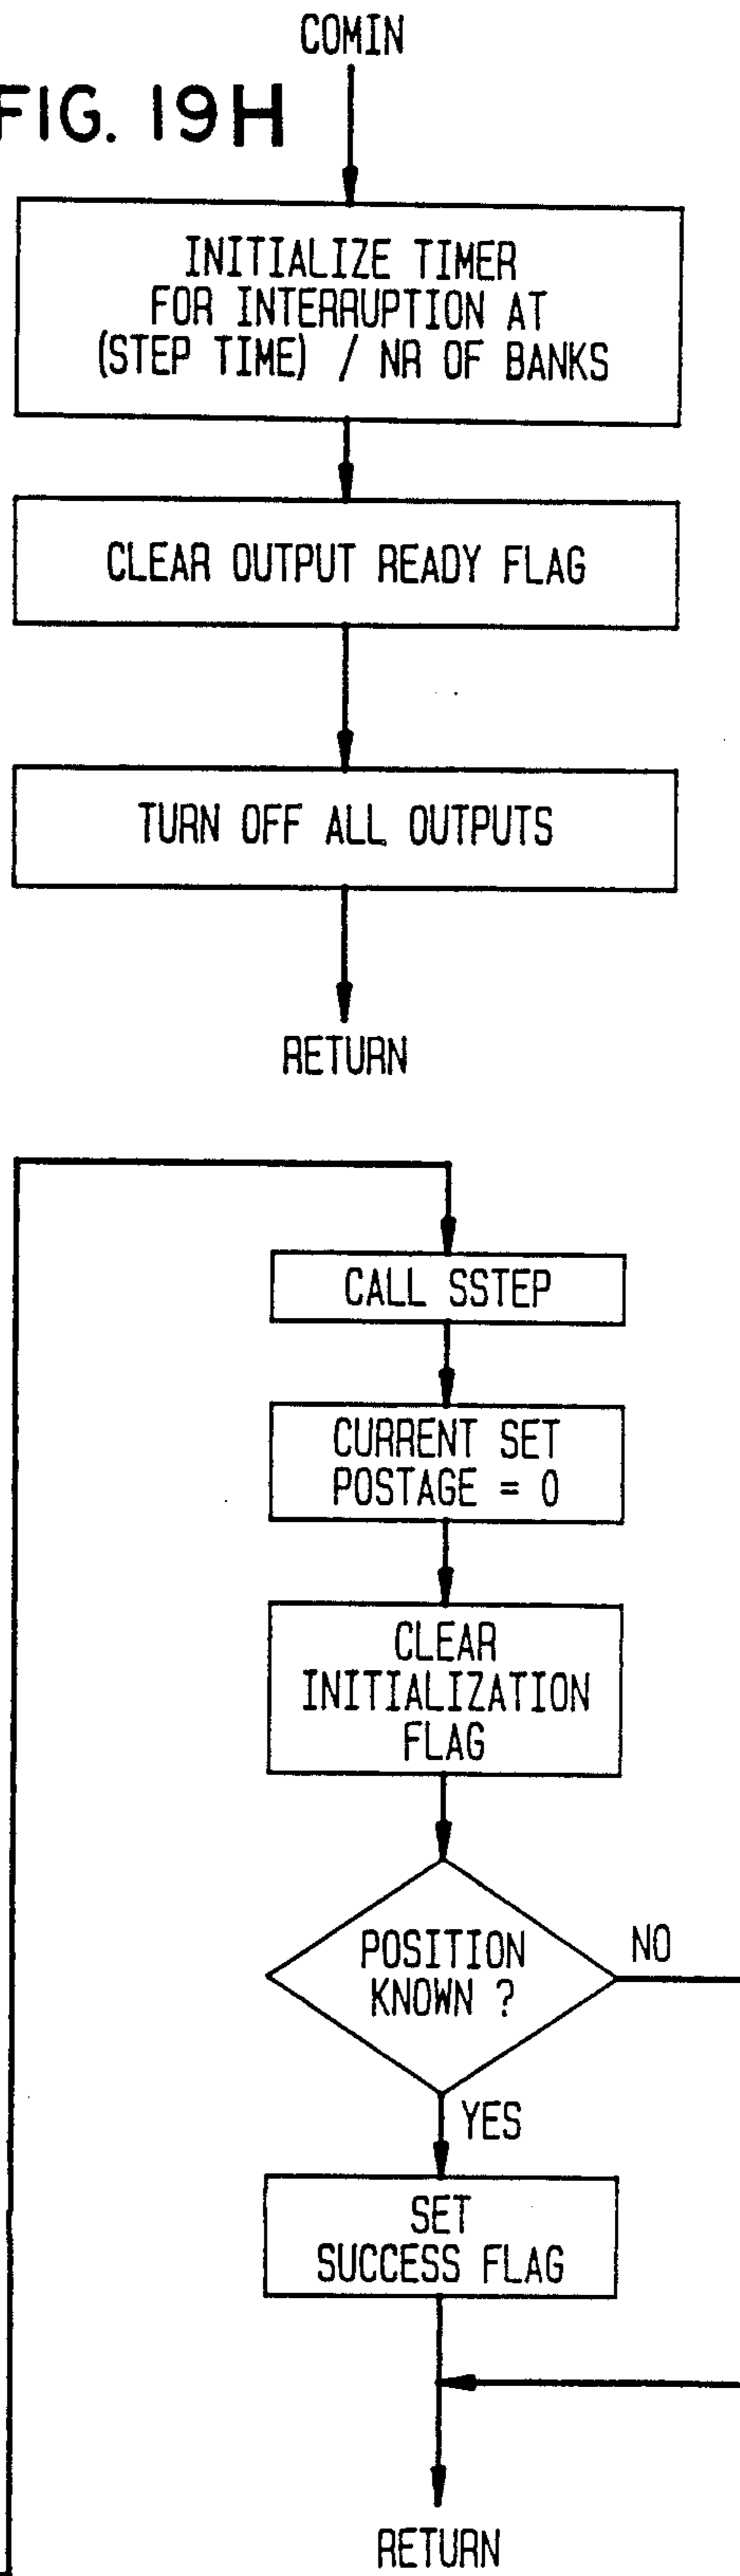 COMIN
FIG. 19H
INITIALIZE TIMER
FOR INTERRUPTION AT
(STEP TIME) / NR OF BANKS
CLEAR OUTPUT READY FLAG
TURN OFF ALL OUTPUTS
RETURN
CALL SSTEP
CURRENT SET
POSTAGE = 0
CLEAR
INITIALIZATION
FLAG
POSITION
KNOWN ?
NO
YES
SET
SUCCESS FLAG
RETURN